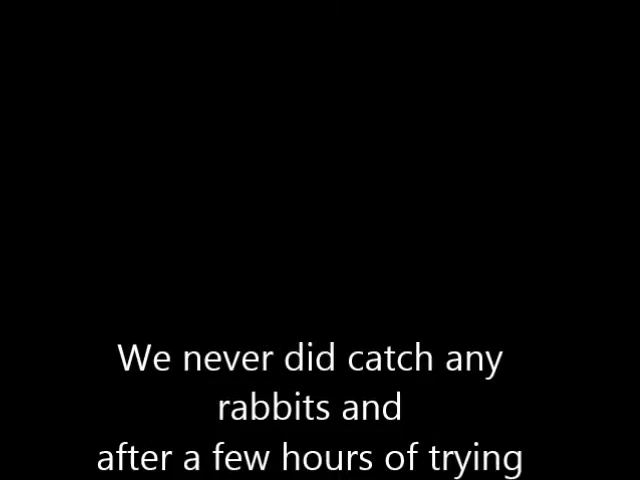 We never did catch any
rabbits and
after a few hours of trying